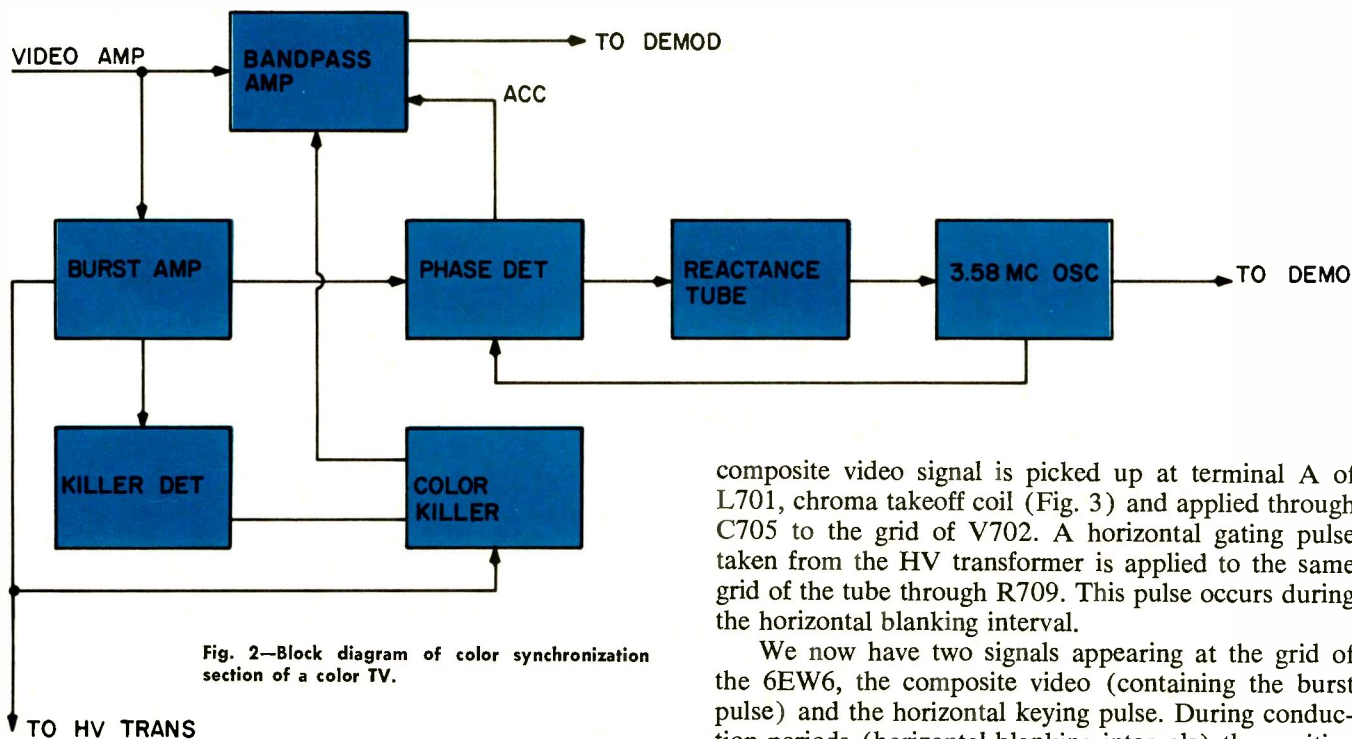 VIDEO AMP
BANDPASS
AMP
TO DEMOD
ACC
BURST AMP
PHASE DET
REACTANCE
TUBE
3.58 MC OSC
TO DEMO
KILLER DET
COLOR
KILLER
TO HV TRANS
Fig. 2—Block diagram of color synchronization
section of a color TV.
composite video signal is picked up at terminal A of
L701, chroma takeoff coil (Fig. 3) and applied through
C705 to the grid of V702. A horizontal gating pulse
taken from the HV transformer is applied to the same
grid of the tube through R709. This pulse occurs during
the horizontal blanking interval.
We now have two signals appearing at the grid of
the 6EW6, the composite video (containing the burst
pulse) and the horizontal keying pulse. During conduc-
tion periods (horizontal blanking intervals) the